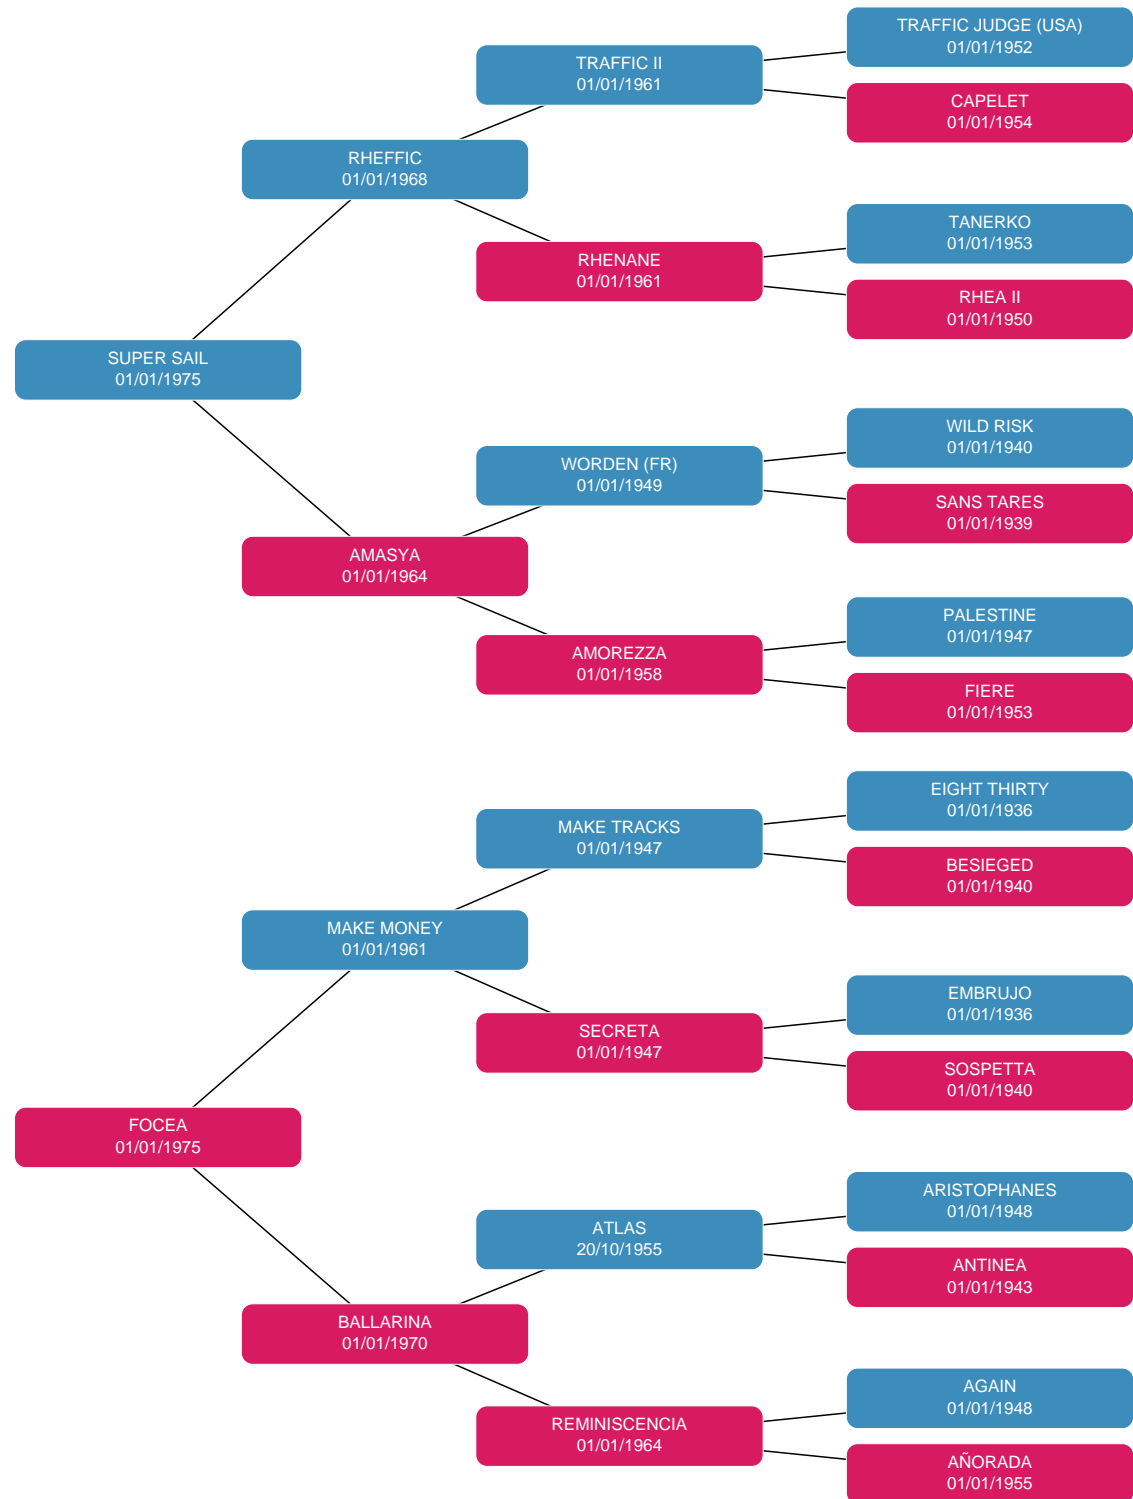 TRAFFIC JUDGE (USA)
01/01/1952
TRAFFIC II
01/01/1961
CAPELET
01/01/1954
RHEFFIC
01/01/1968
TANERKO
01/01/1953
RHENANE
01/01/1961
RHEA II
01/01/1950
SUPER SAIL
01/01/1975
WILD RISK
01/01/1940
WORDEN (FR)
01/01/1949
SANS TARES
01/01/1939
AMASYA
01/01/1964
PALESTINE
01/01/1947
AMOREZZA
01/01/1958
FIERE
01/01/1953
EIGHT THIRTY
01/01/1936
MAKE TRACKS
01/01/1947
BESIEGED
01/01/1940
MAKE MONEY
01/01/1961
EMBRUJO
01/01/1936
SECRETA
01/01/1947
SOSPETTA
01/01/1940
FOCEA
01/01/1975
ARISTOPHANES
01/01/1948
ATLAS
20/10/1955
ANTINEA
01/01/1943
BALLARINA
01/01/1970
AGAIN
01/01/1948
REMINISCENCIA
01/01/1964
AÑORADA
01/01/1955